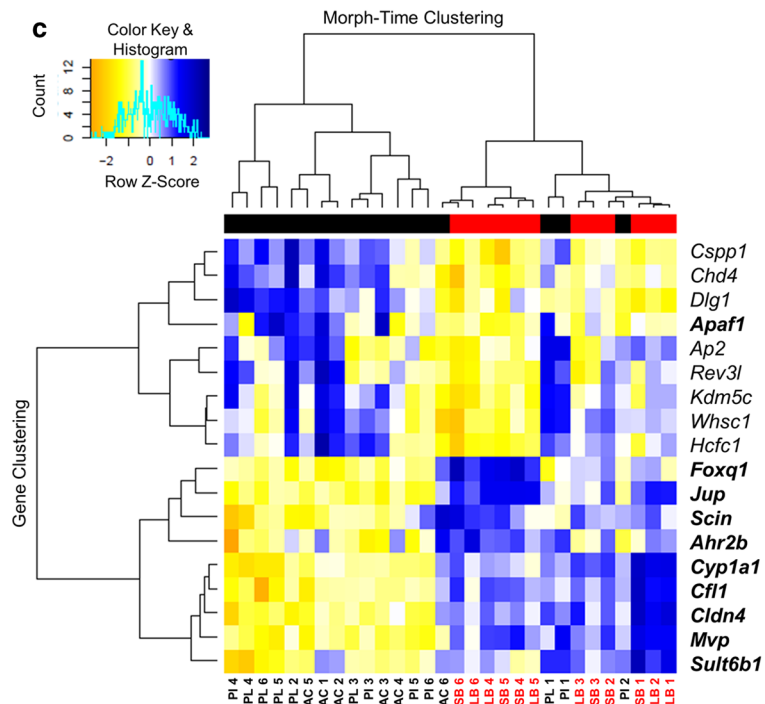 c
Morph-Time Clustering
Color Key &
Histogram
Count
0 4 8 12
-2 0 1 2
Row Z-Score
Gene Clustering
Cspp1
Chd4
Dlg1
Apaf1
Ap2
Rev3l
Kdm5c
Whsc1
Hcfc1
Foxq1
Jup
Scin
Ahr2b
Cyp1a1
Cfl1
Cldn4
Mvp
Sult6b1
PI 4
PL 4
PL 6
PL 5
PL 2
AC 5
AC 1
AC 2
PL 3
PI 3
AC 3
AC 4
PI 5
PI 6
AC 6
SB 6
LB 6
LB 4
SB 5
SB 4
LB 5
PL 1
PI 1
LB 3
SB 3
SB 2
PI 2
SB 1
LB 2
LB 1